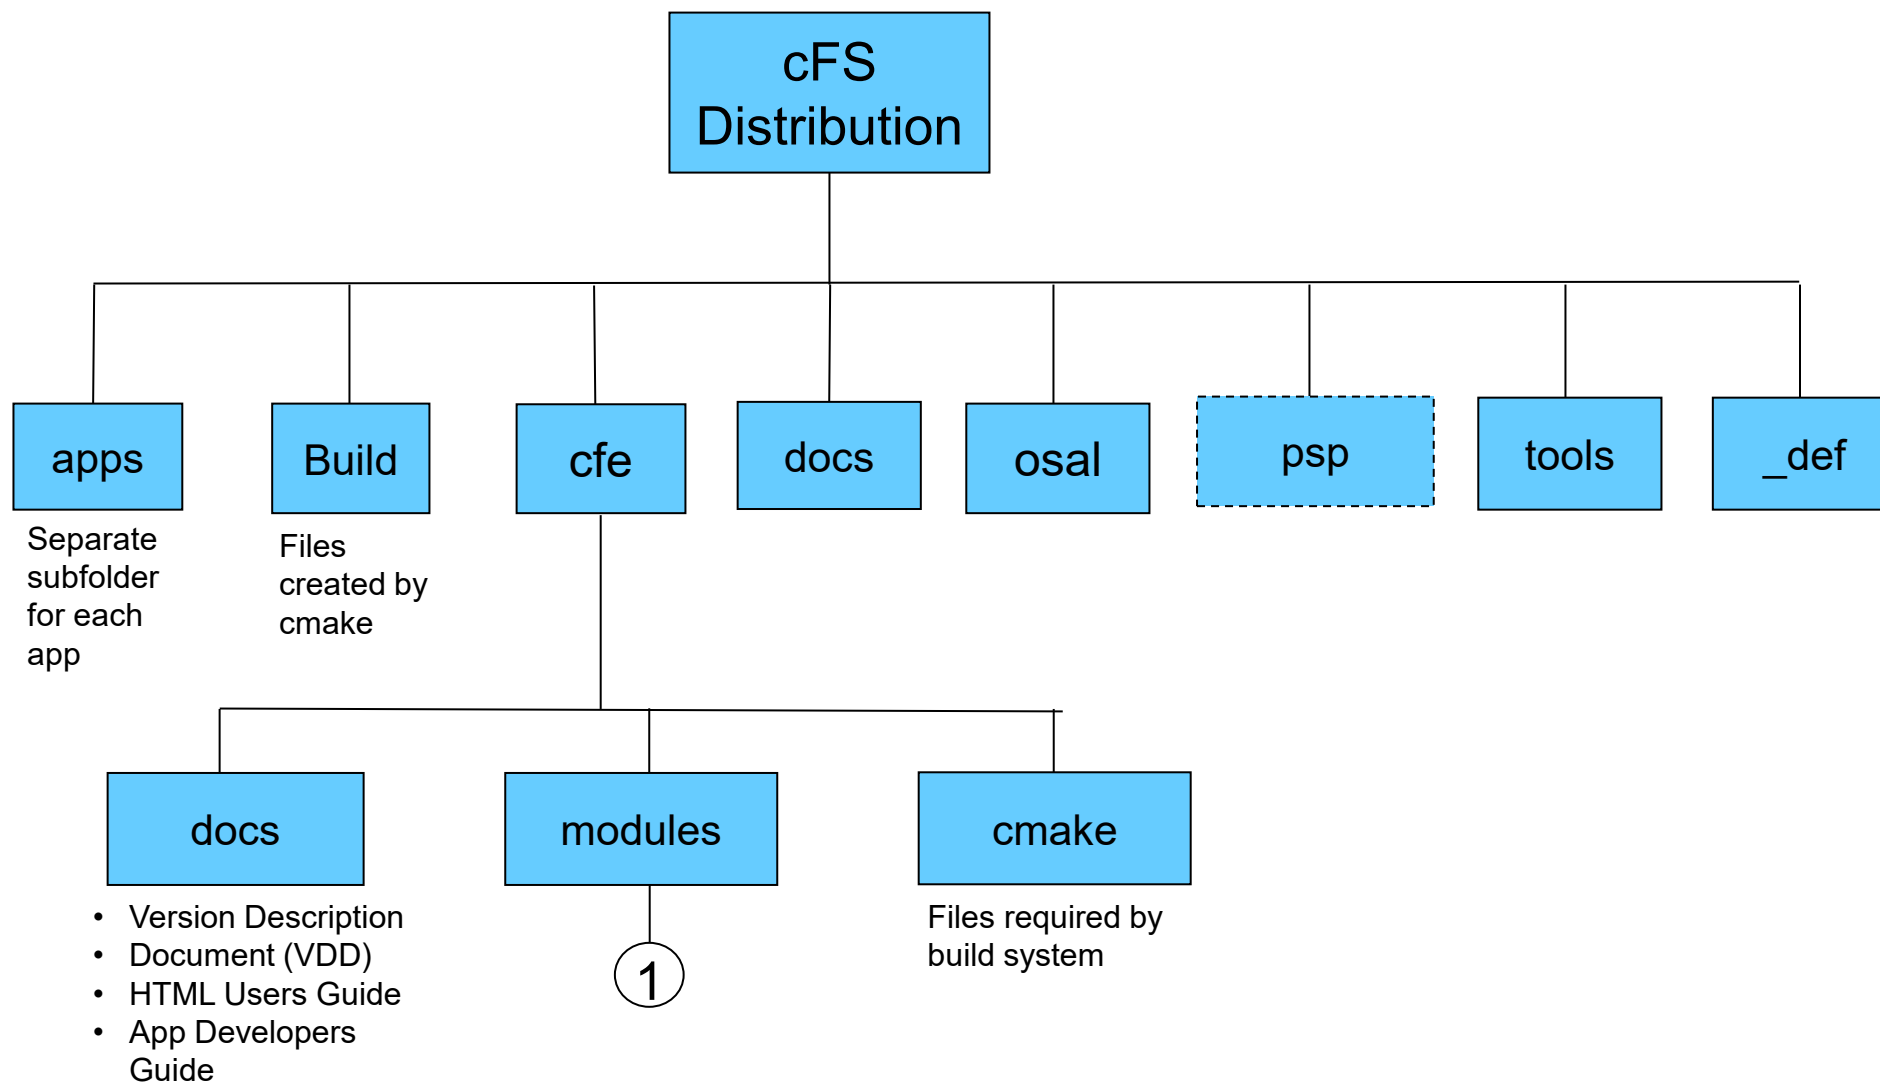 cFS
Distribution
apps
Build
cfe
docs
osal
psp
tools
_def
Separate
subfolder
for each
app
Files
created by
cmake
docs
modules
cmake
• Version Description
• Document (VDD)
• HTML Users Guide
• App Developers
Guide
1
Files required by
build system